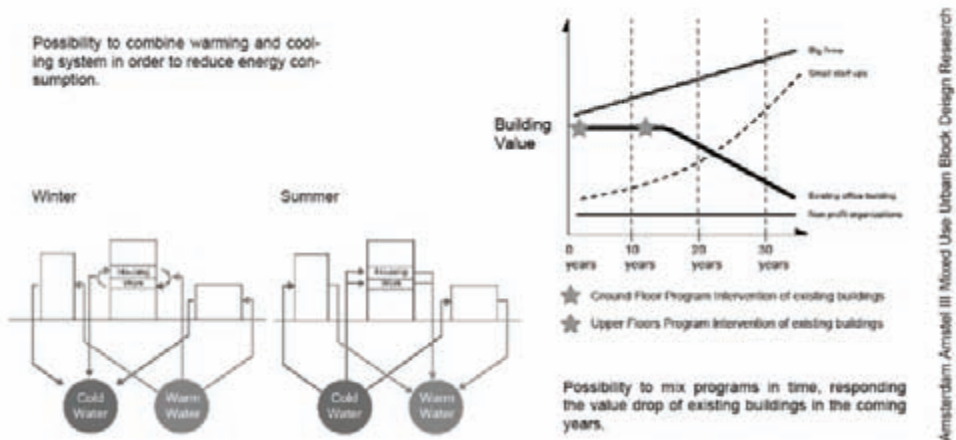 Possibility to combine warming and cool-
ing system in order to reduce energy con-
sumption.
Winter
Summer
Housing
Work
Cold
Water
Warm
Water
Housing
Work
Cold
Water
Warm
Water
Building
Value
Small start ups
Existing office building
Non profit organizations
0
years
10
years
20
years
30
years
Ground Floor Program Intervention of existing buildings
Upper Floors Program Intervention of existing buildings
Possibility to mix programs in time, responding
the value drop of existing buildings in the coming
years.
Amsterdam Amstel III Mixed Use Urban Block Deisgn Research